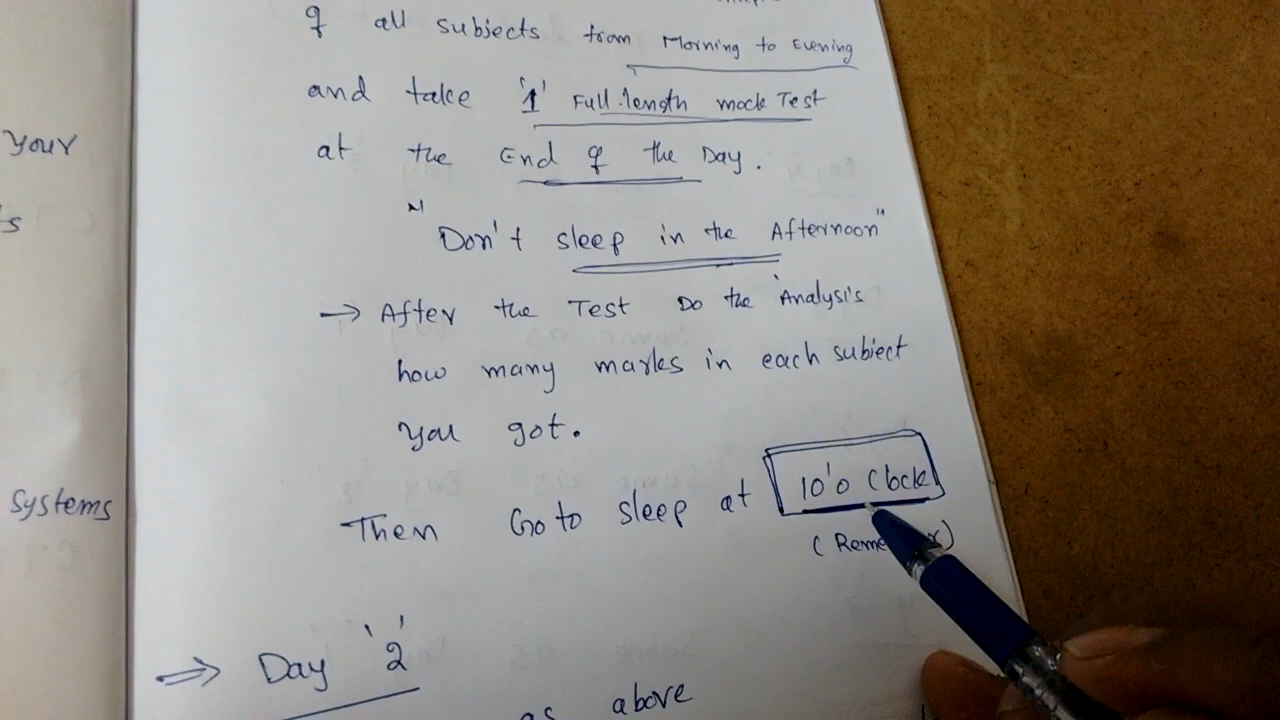 your
s
systems
of all subjects from Morning to Evening
and take '1' Full length mock Test
at the End of the Day.
"Don't sleep in the Afternoon"
→ After the Test Do the Analysis
how many marks in each subject
you got.
Then Go to sleep at 10'o Clock
(Remember)
⇒ Day '2'
as above